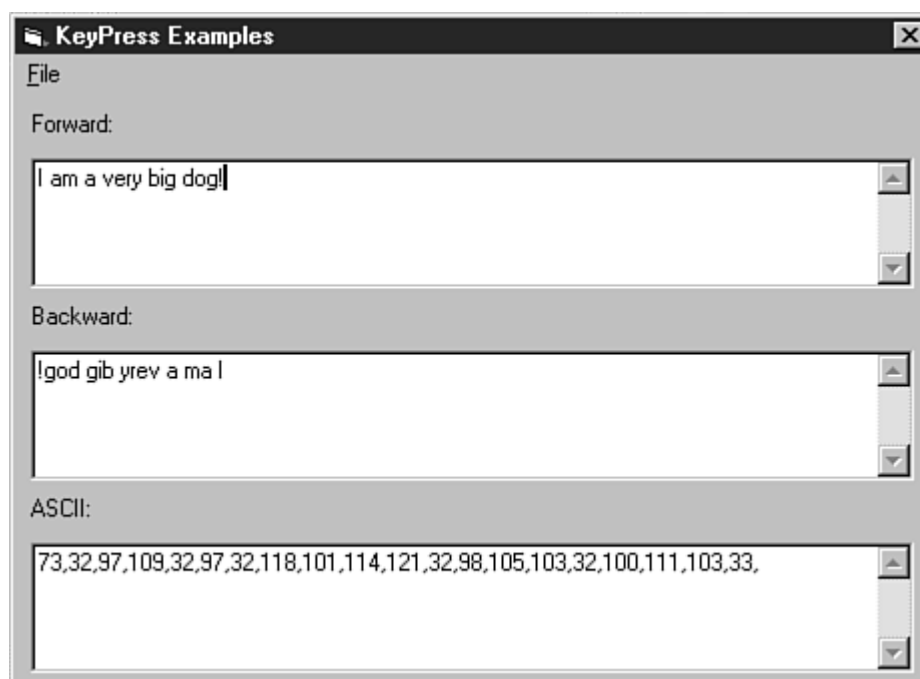 KeyPress Examples
File
Forward:
I am a very big dog!
Backward:
!god gib yrev a ma I
ASCII:
73,32,97,109,32,97,32,118,101,114,121,32,98,105,103,32,100,111,103,33,